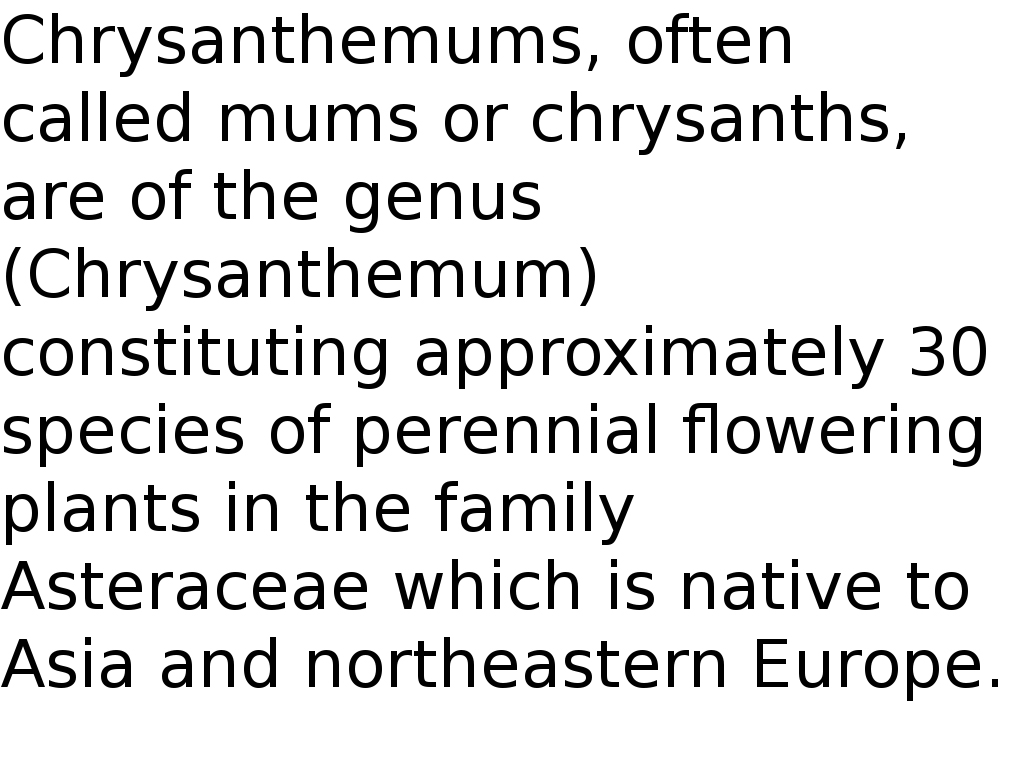 Chrysanthemums, often
called mums or chrysanths,
are of the genus
(Chrysanthemum)
constituting approximately 30
species of perennial flowering
plants in the family
Asteraceae which is native to
Asia and northeastern Europe.